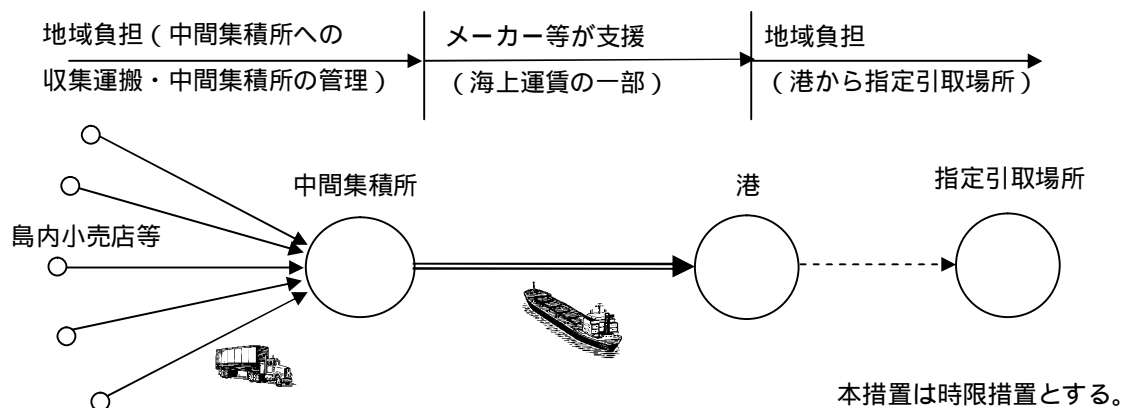 地域負担(中間集積所への
収集運搬・中間集積所の管理)
メーカー等が支援
(海上運賃の一部)
地域負担
(港から指定引取場所)
中間集積所
港
指定引取場所
島内小売店等
本措置は時限措置とする。